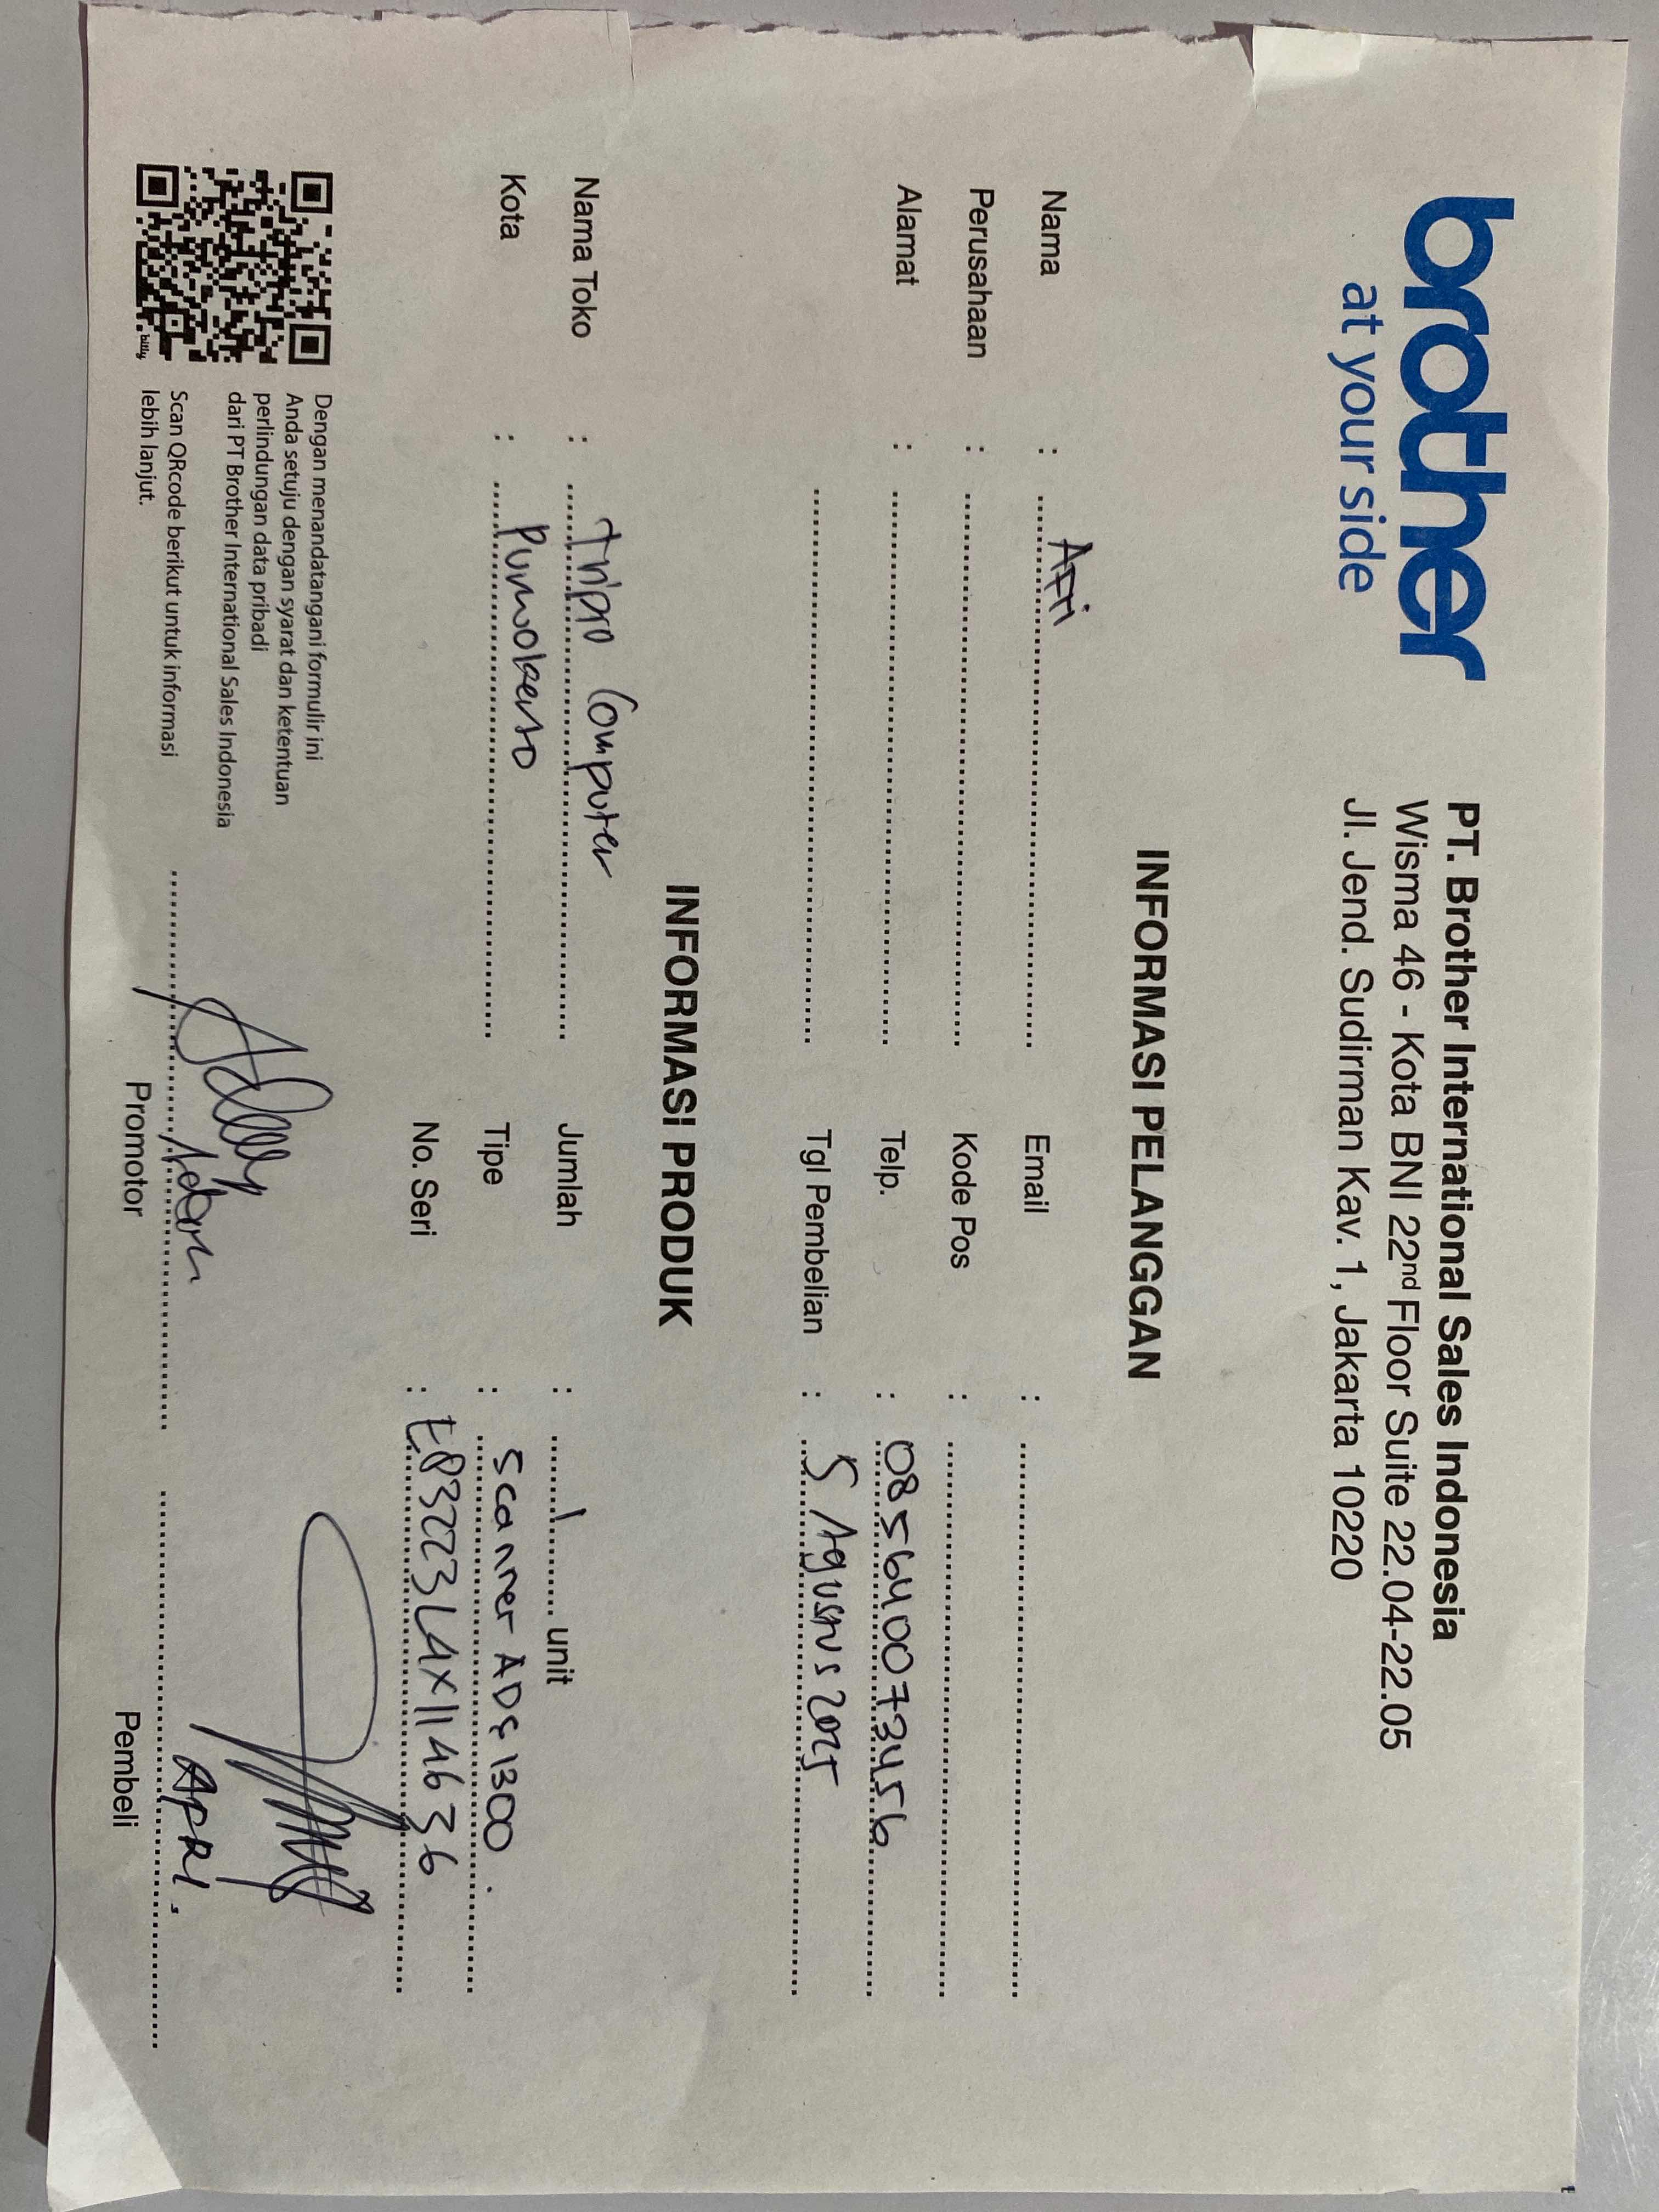 brother
at your side
PT. Brother International Sales Indonesia
Wisma 46 - Kota BNI 22nd Floor Suite 22.04-22.05
Jl. Jend. Sudirman Kav. 1, Jakarta 10220
INFORMASI PELANGGAN
Nama :
Email :
Perusahaan :
Kode Pos :
Alamat :
Telp. : 085640073456
Tgl Pembelian : 5 Agustus 2025
INFORMASI PRODUK
Nama Toko : Tripro Computer
Jumlah : 1 unit
Kota : Purwokerto
Tipe : Scanner ADS 1300.
No. Seri :
Dengan menandatangani formulir ini
Anda setuju dengan syarat dan ketentuan
perlindungan data pribadi
dari PT Brother International Sales Indonesia
Scan QRcode berikut untuk informasi
lebih lanjut.
bitly
APRI.
Promotor
Pembeli